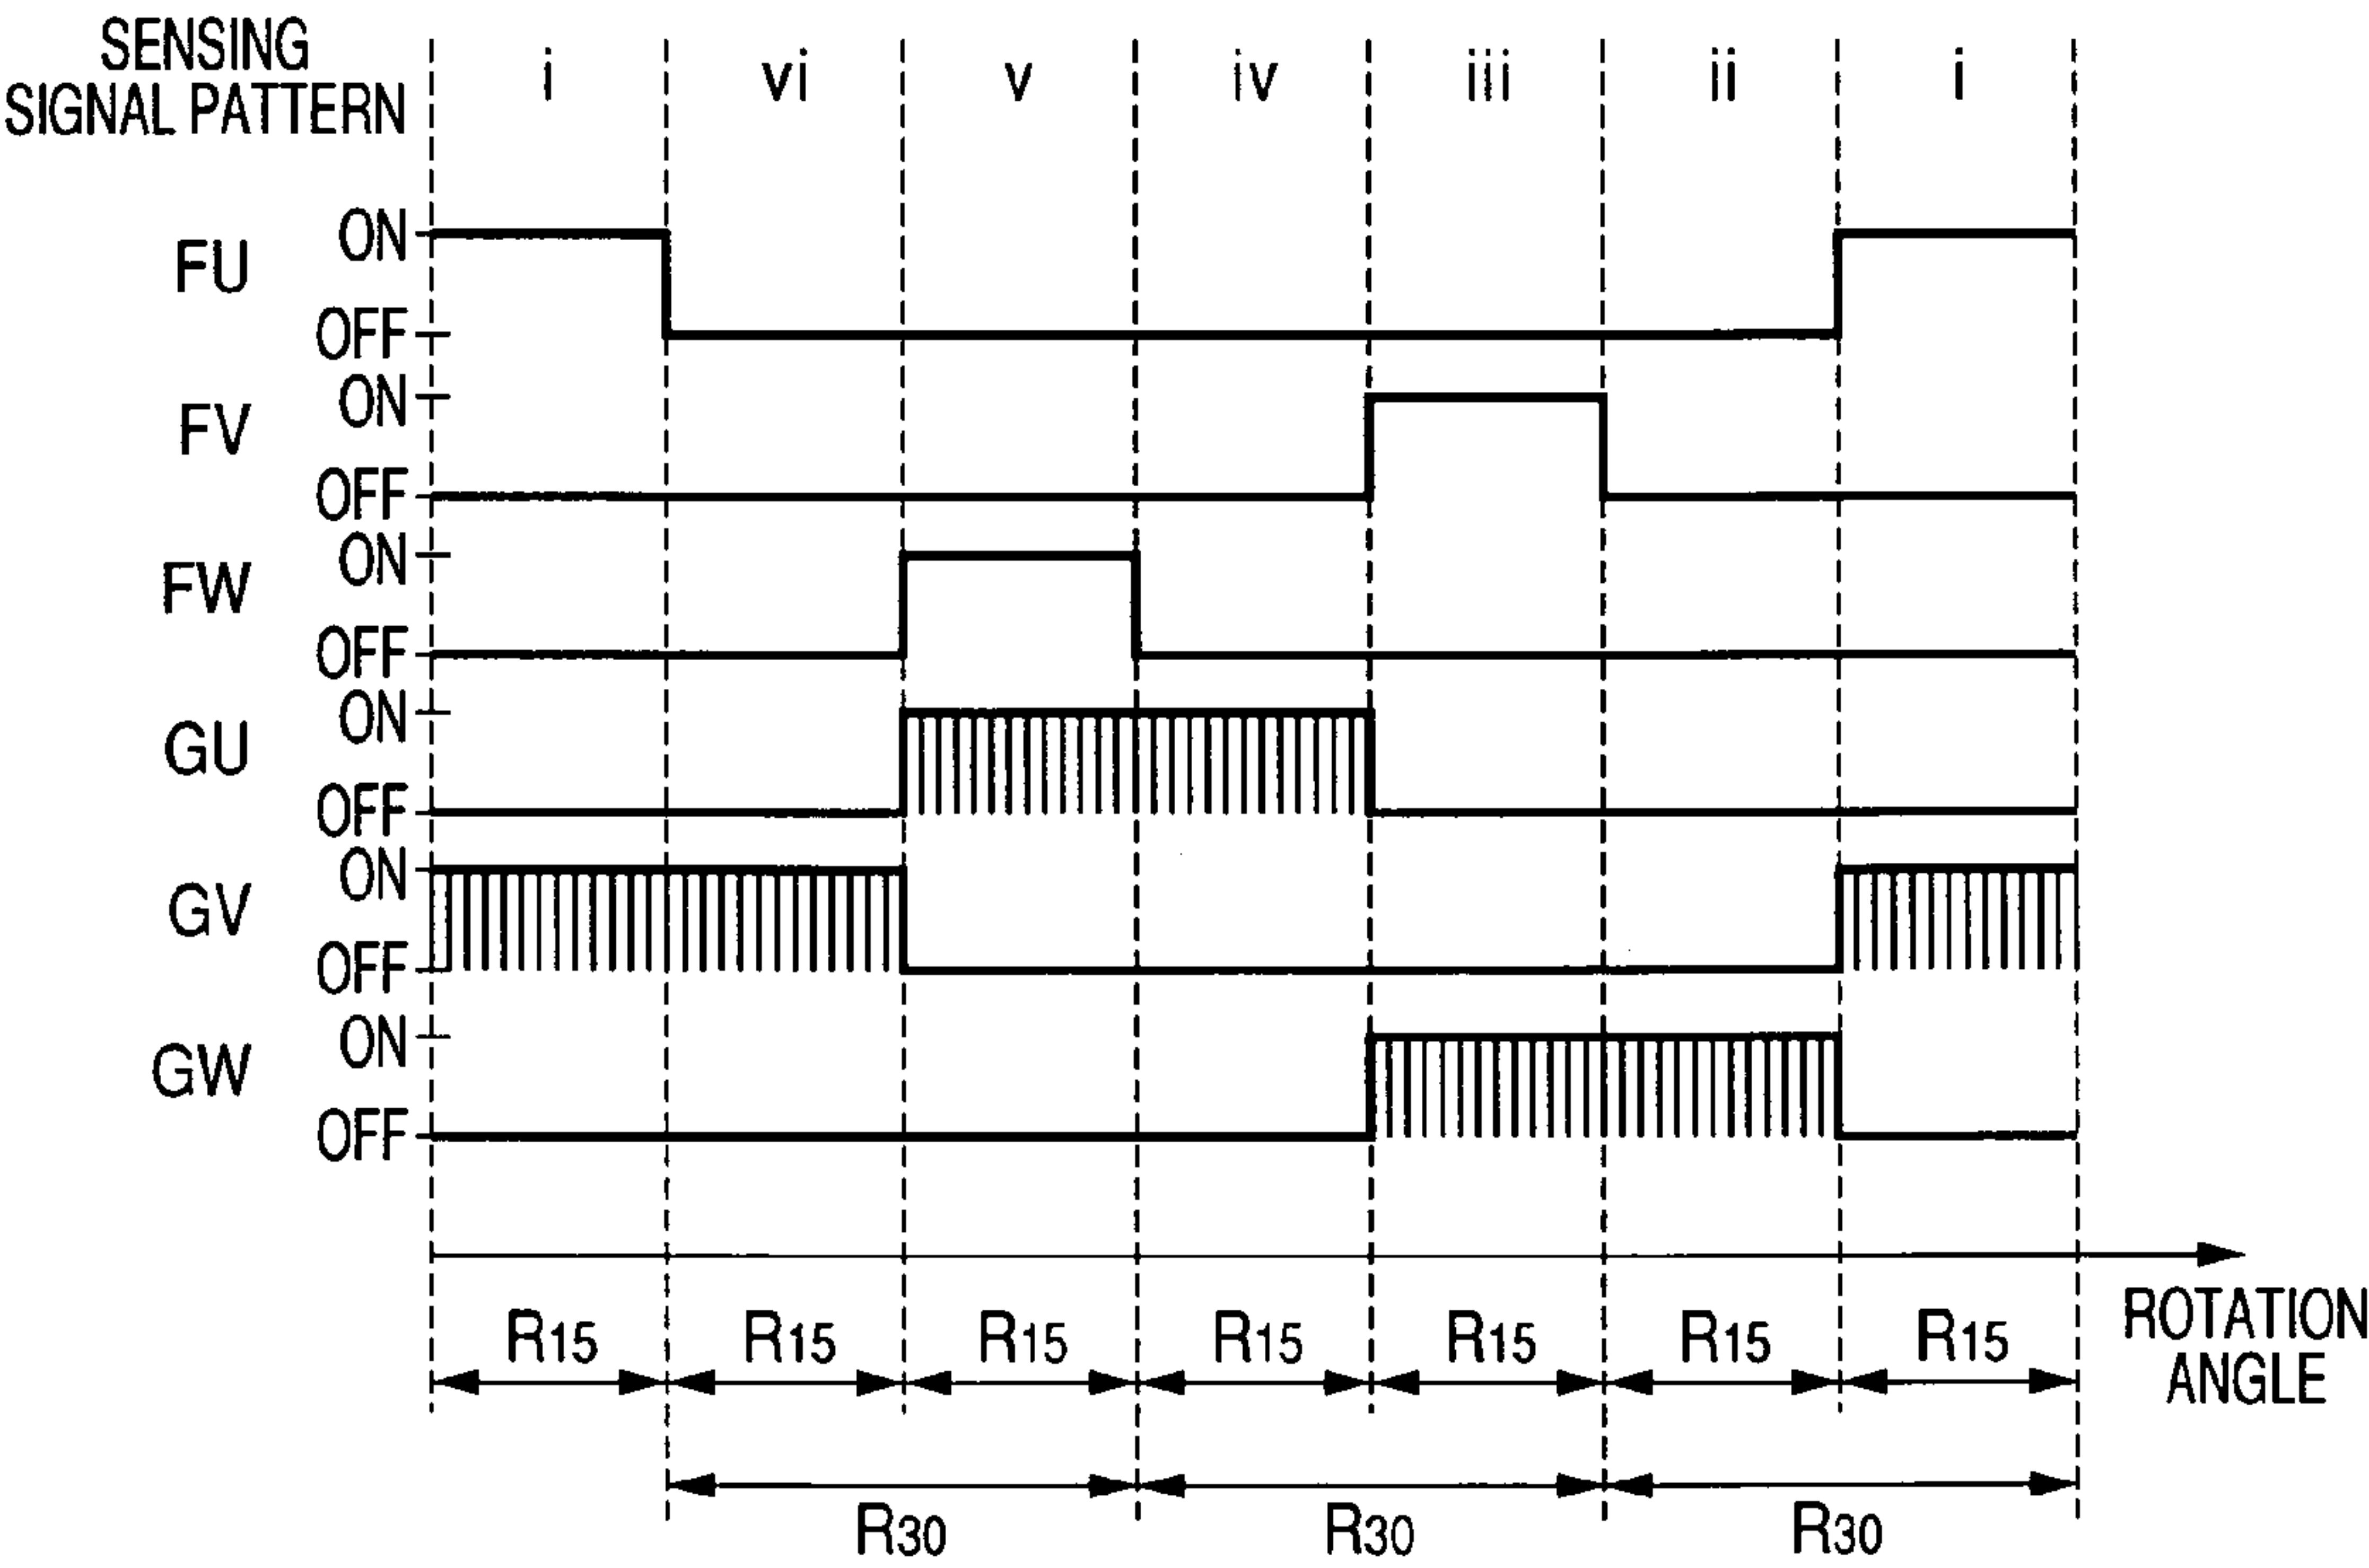 SENSING
SIGNAL PATTERN
i vi v iv iii ii i
FU ON
OFF
FV ON
OFF
FW ON
OFF
GU ON
OFF
GV ON
OFF
GW ON
OFF
R15 R15 R15 R15 R15 R15 R15
ROTATION
ANGLE
R30 R30 R30